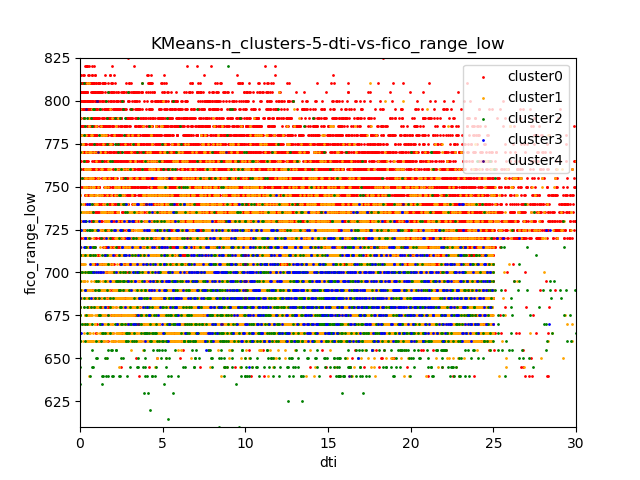 KMeans-n_clusters-5-dti-vs-fico_range_low
825
800
775
750
725
700
675
650
625
fico_range_low
0 5 10 15 20 25 30
dti
cluster0
cluster1
cluster2
cluster3
cluster4